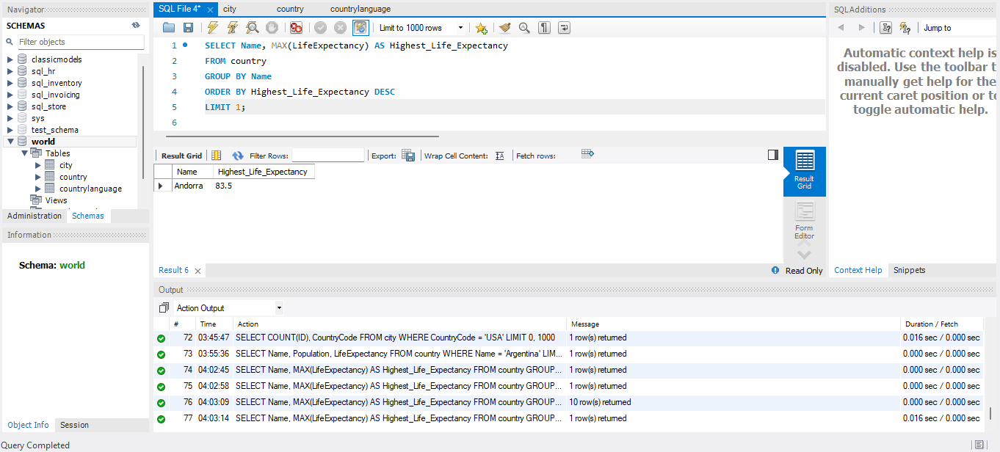 Navigator
SCHEMAS
Filter objects
classicmodels
sql_hr
sql_inventory
sql_invoicing
sql_store
sys
test_schema
world
Tables
city
country
countrylanguage
Views
Administration Schemas
Information
Schema: world
Object Info Session
Query Completed
SQL File 4* city country countrylanguage
Limit to 1000 rows
1 SELECT Name, MAX(LifeExpectancy) AS Highest_Life_Expectancy
2 FROM country
3 GROUP BY Name
4 ORDER BY Highest_Life_Expectancy DESC
5 LIMIT 1;
6
Result Grid Filter Rows: Export: Wrap Cell Content: Fetch rows:
Name Highest_Life_Expectancy
Andorra 83.5
Result
Grid
Form
Editor
Result 6 Read Only
Output
Action Output
# Time Action Message Duration / Fetch
72 03:45:47 SELECT COUNT(ID), CountryCode FROM city WHERE CountryCode = 'USA' LIMIT 0, 1000 1 row(s) returned 0.016 sec / 0.000 sec
73 03:55:36 SELECT Name, Population, LifeExpectancy FROM country WHERE Name = 'Argentina' LIM... 1 row(s) returned 0.000 sec / 0.000 sec
74 04:02:45 SELECT Name, MAX(LifeExpectancy) AS Highest_Life_Expectancy FROM country GROUP... 1 row(s) returned 0.000 sec / 0.000 sec
75 04:02:58 SELECT Name, MAX(LifeExpectancy) AS Highest_Life_Expectancy FROM country GROUP... 1 row(s) returned 0.000 sec / 0.000 sec
76 04:03:09 SELECT Name, MAX(LifeExpectancy) AS Highest_Life_Expectancy FROM country GROUP... 10 row(s) returned 0.000 sec / 0.000 sec
77 04:03:14 SELECT Name, MAX(LifeExpectancy) AS Highest_Life_Expectancy FROM country GROUP... 1 row(s) returned 0.016 sec / 0.000 sec
SQLAdditions
Jump to
Automatic context help is
disabled. Use the toolbar t
manually get help for the
current caret position or to
toggle automatic help.
Context Help Snippets